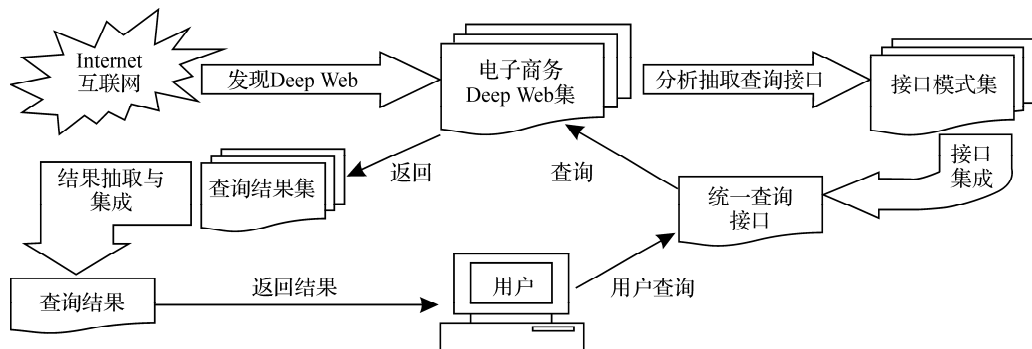 Internet
互联网
发现Deep Web
电子商务
Deep Web集
分析抽取查询接口
接口模式集
结果抽取与
集成
查询结果集
返回
查询
统一查询
接口
接口
集成
查询结果
返回结果
用户
用户查询